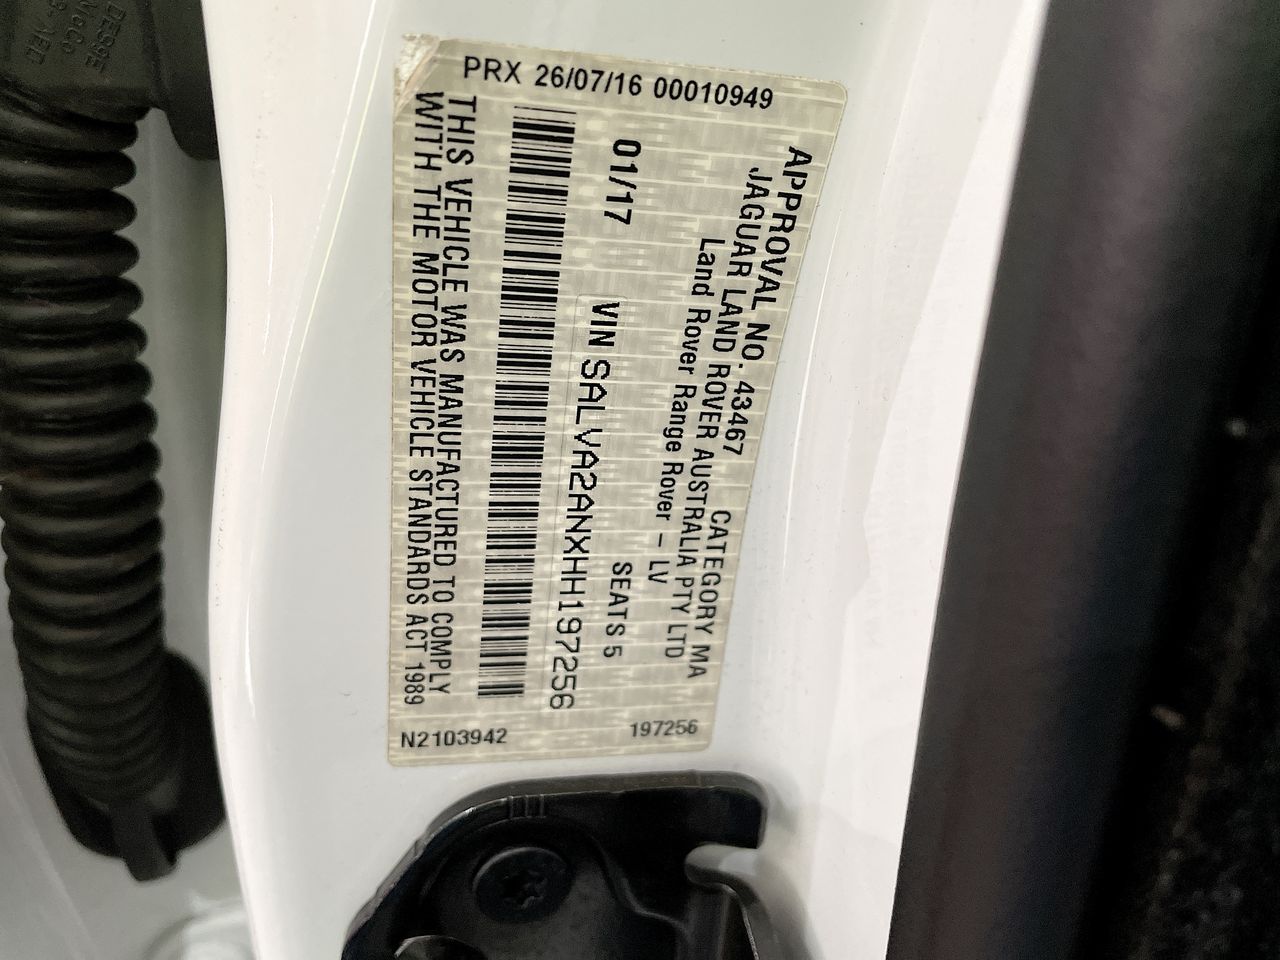 PRX 26/07/16 00010949
APPROVAL NO. 43467 CATEGORY MA
JAGUAR LAND ROVER AUSTRALIA PTY LTD
Land Rover Range Rover - LV
01/17 SEATS 5
VIN SALVA2ANXHH197256
THIS VEHICLE WAS MANUFACTURED TO COMPLY
WITH THE MOTOR VEHICLE STANDARDS ACT 1989
N2103942 197256